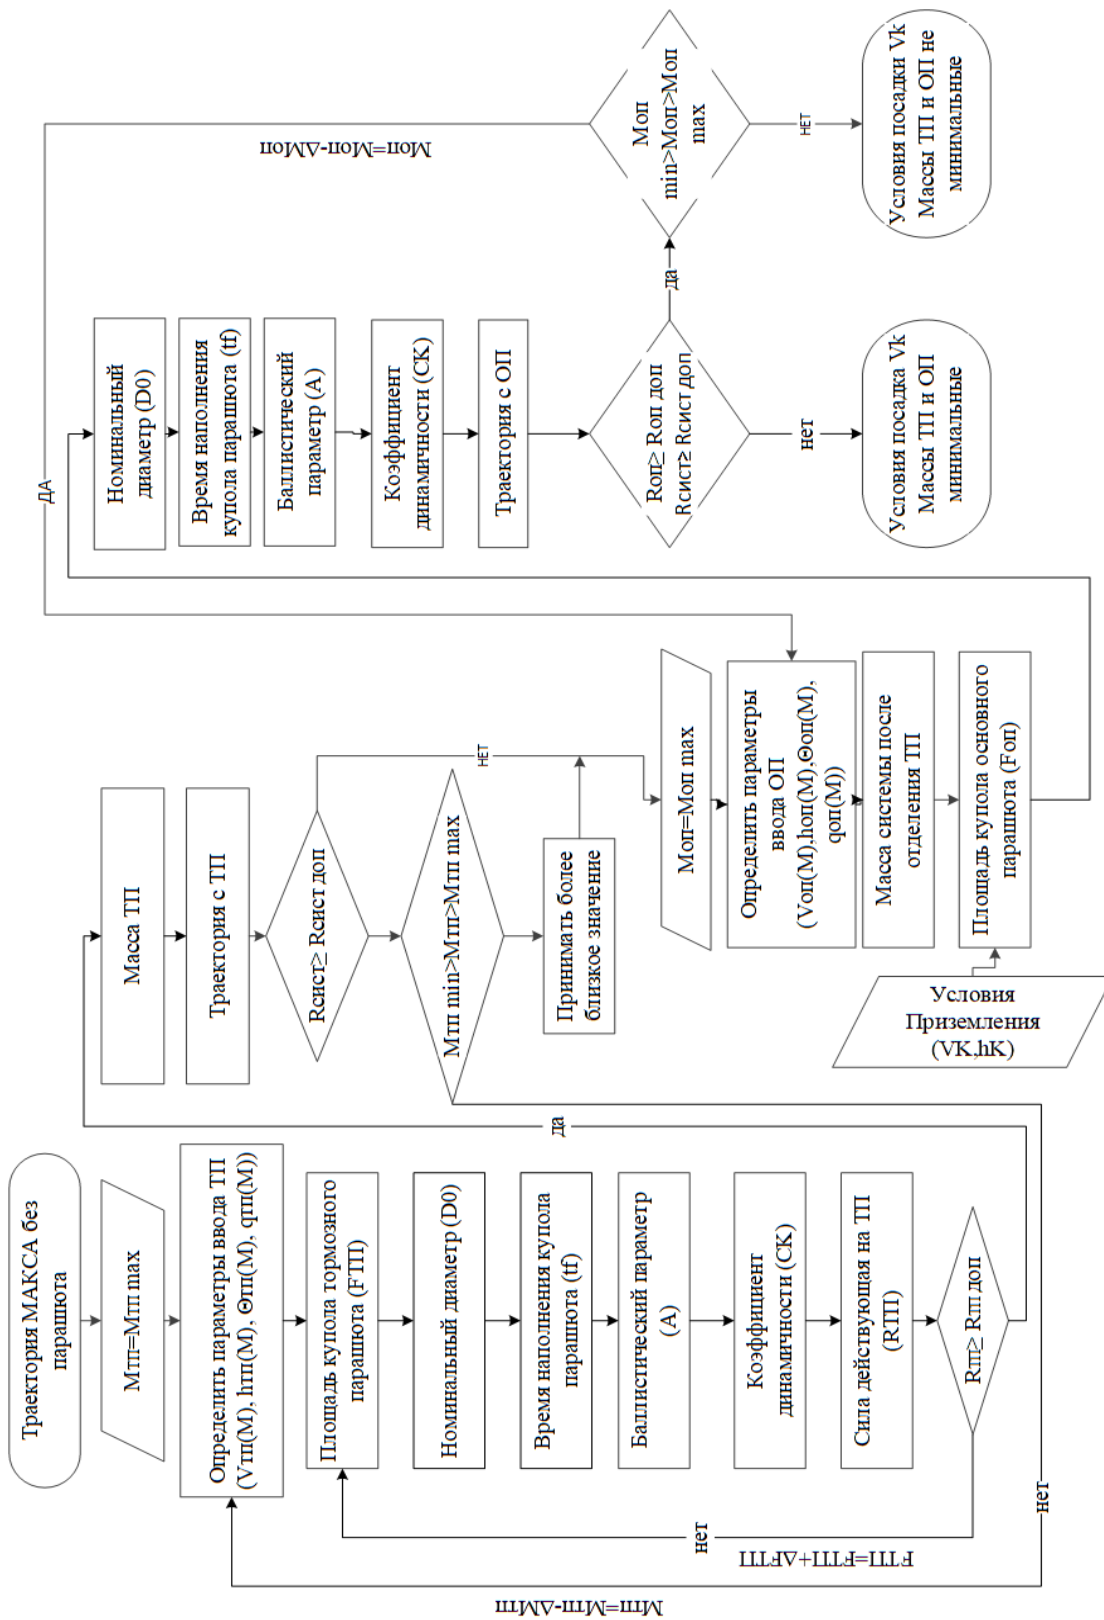 Траектория МАКСА без
парашюта
Мтп=Мтп max
Определить параметры ввода ТП
(Vтп(M), hтп(M), Θтп(M), qтп(M))
Площадь купола тормозного
парашюта (FТП)
Номинальный диаметр (D0)
Время наполнения купола
парашюта (tf)
Баллистический параметр
(A)
Коэффициент
динамичности (CK)
Сила действующая на ТП
(RТП)
Rтп≥ Rтп доп
нет
FТП=FТП+ΔFТП
да
Мтп=Мтп-ΔМтп
нет
Масса ТП
Траектория с ТП
Rсист≥ Rсист доп
Мтп min>Мтп>Мтп max
НЕТ
Принимать более
близкое значение
Моп=Моп max
Определить параметры
ввода ОП
(Vоп(M),hоп(M),Θоп(M),
qоп(M))
Масса системы после
отделения ТП
Площадь купола основного
парашюта (Fоп)
Условия
Приземления
(VK,hK)
Номинальный
диаметр (D0)
Время наполнения
купола парашюта (tf)
Баллистический
параметр (A)
Коэффициент
динамичности (CK)
Траектория с ОП
Rоп≥ Rоп доп
Rсист≥ Rсист доп
да
нет
Условия посадка Vk
Массы ТП и ОП
минимальные
Моп
min>Моп>Моп
max
ДА
Моп=Моп-ΔМоп
НЕТ
Условия посадки Vk
Массы ТП и ОП не
минимальные